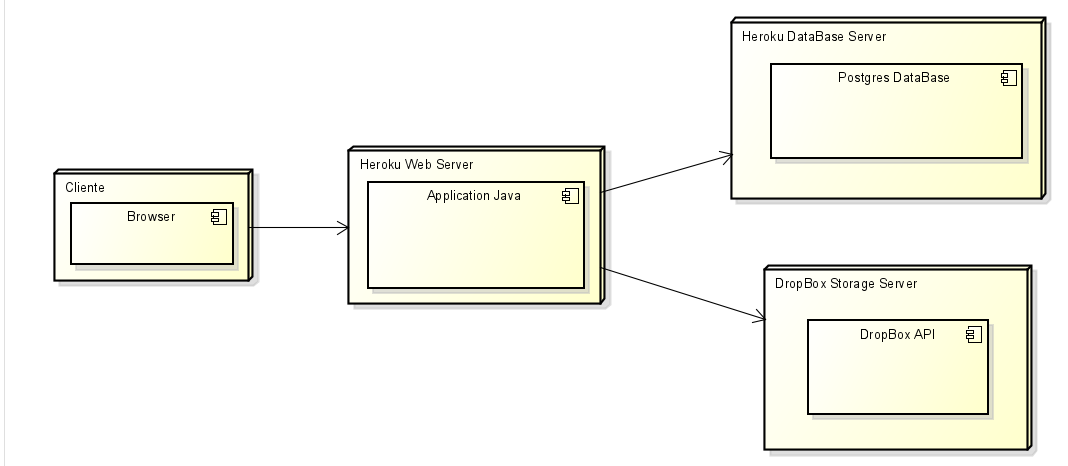 Cliente
Browser
Heroku Web Server
Application Java
Heroku DataBase Server
Postgres DataBase
DropBox Storage Server
DropBox API